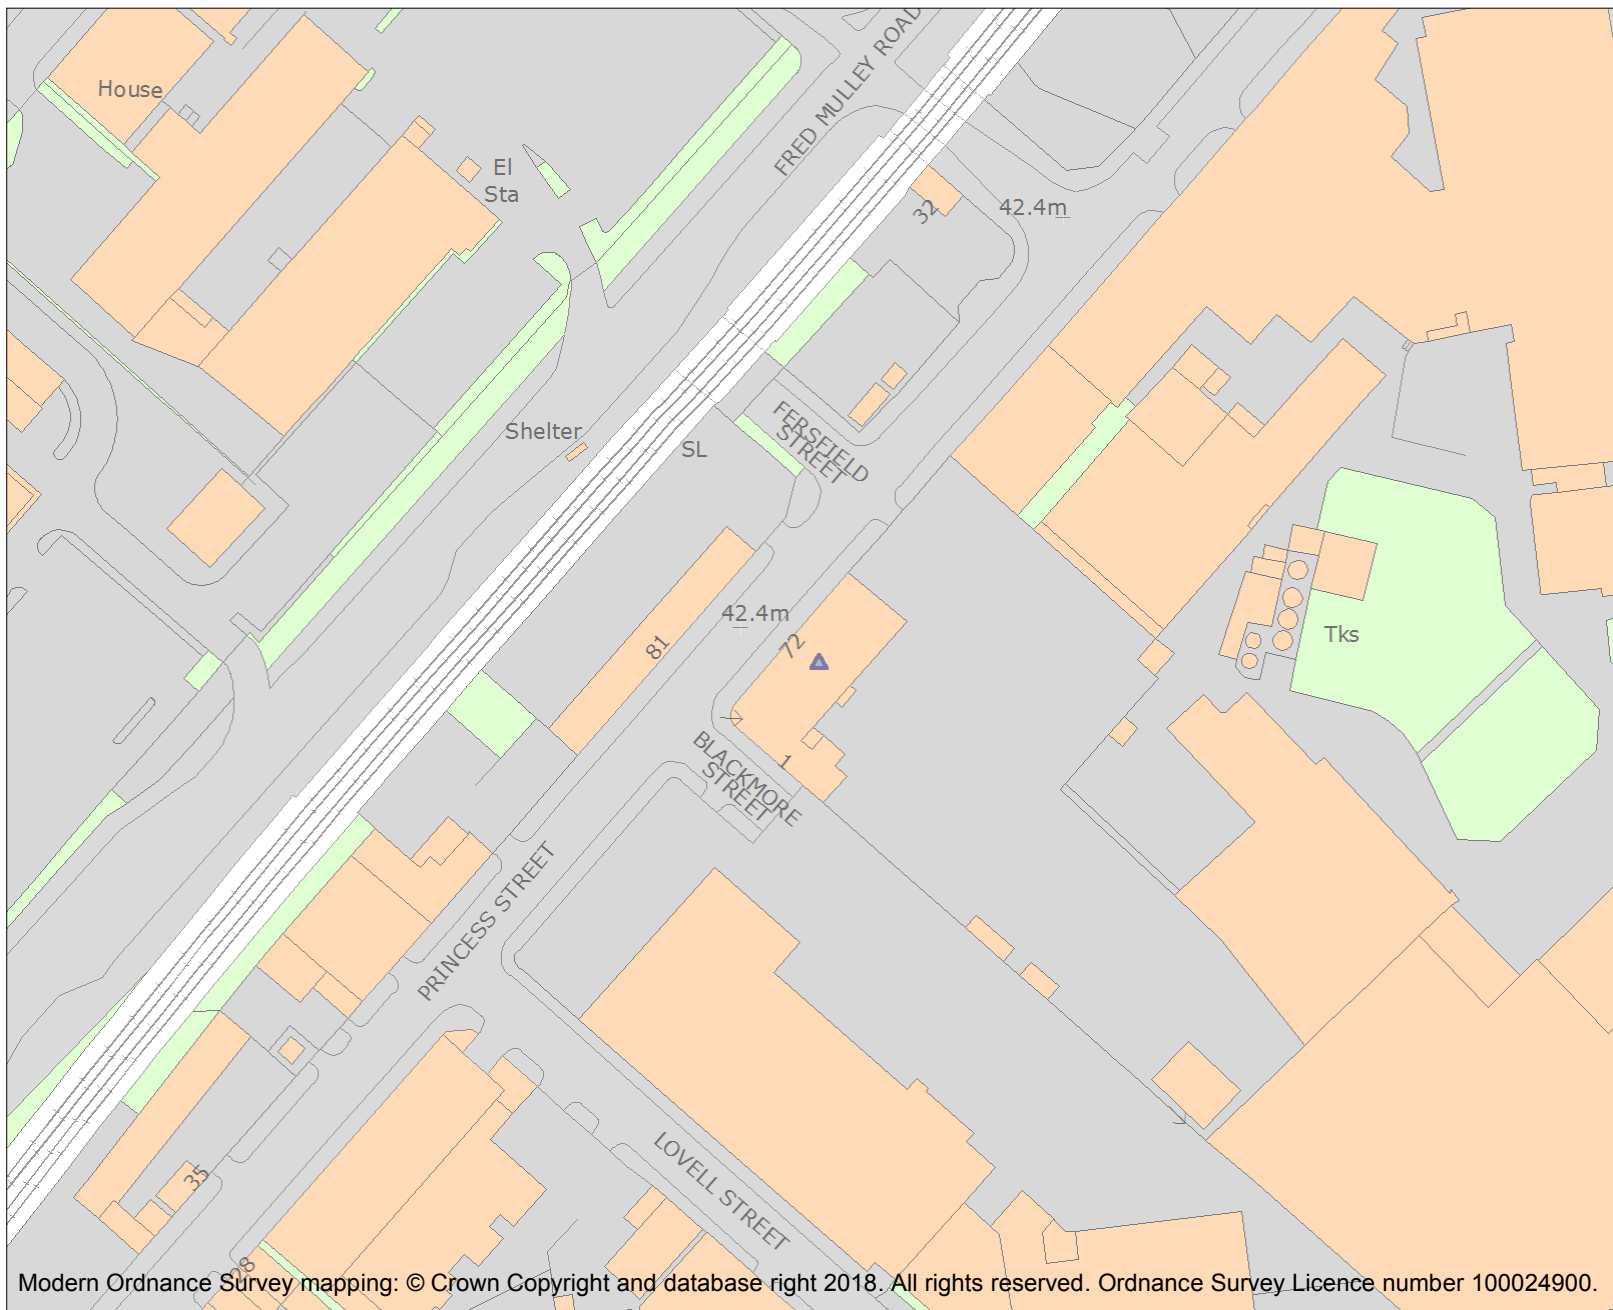 FRED MULLEY ROAD
House
El
Sta
32
42.4m
Shelter
SL
FERSFIELD
STREET
42.4m
81
72
Tks
1
BLACKMORE
STREET
PRINCESS STREET
35
LOVELL STREET
28
Modern Ordnance Survey mapping: © Crown Copyright and database right 2018. All rights reserved. Ordnance Survey Licence number 100024900.